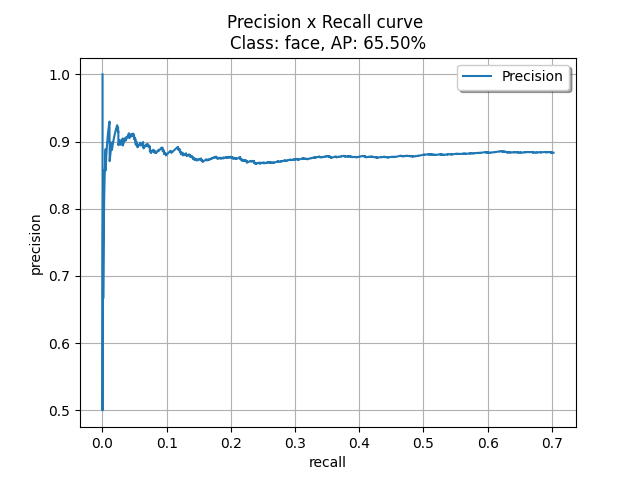 Precision x Recall curve
Class: face, AP: 65.50%
Precision
1.0
0.9
0.8
0.7
0.6
0.5
precision
0.0 0.1 0.2 0.3 0.4 0.5 0.6 0.7
recall